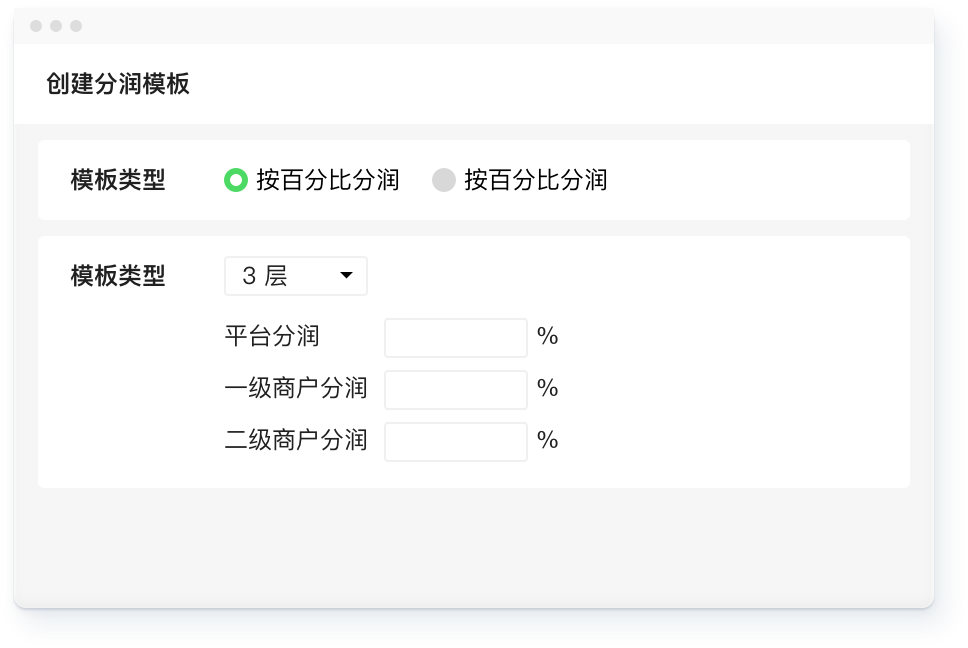 创建分润模板
模板类型 按百分比分润 按百分比分润
模板类型 3 层
平台分润 %
一级商户分润 %
二级商户分润 %